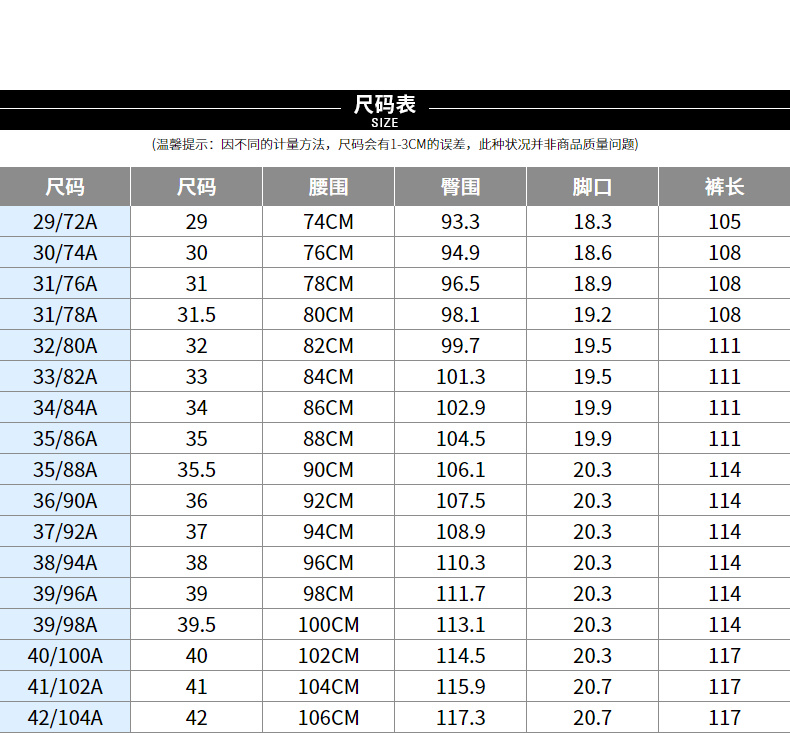 尺码表
SIZE
(温馨提示：因不同的计量方法，尺码会有1-3CM的误差，此种状况并非商品质量问题)
尺码 尺码 腰围 臀围 脚口 裤长
29/72A 29 74CM 93.3 18.3 105
30/74A 30 76CM 94.9 18.6 108
31/76A 31 78CM 96.5 18.9 108
31/78A 31.5 80CM 98.1 19.2 108
32/80A 32 82CM 99.7 19.5 111
33/82A 33 84CM 101.3 19.5 111
34/84A 34 86CM 102.9 19.9 111
35/86A 35 88CM 104.5 19.9 111
35/88A 35.5 90CM 106.1 20.3 114
36/90A 36 92CM 107.5 20.3 114
37/92A 37 94CM 108.9 20.3 114
38/94A 38 96CM 110.3 20.3 114
39/96A 39 98CM 111.7 20.3 114
39/98A 39.5 100CM 113.1 20.3 114
40/100A 40 102CM 114.5 20.3 117
41/102A 41 104CM 115.9 20.7 117
42/104A 42 106CM 117.3 20.7 117